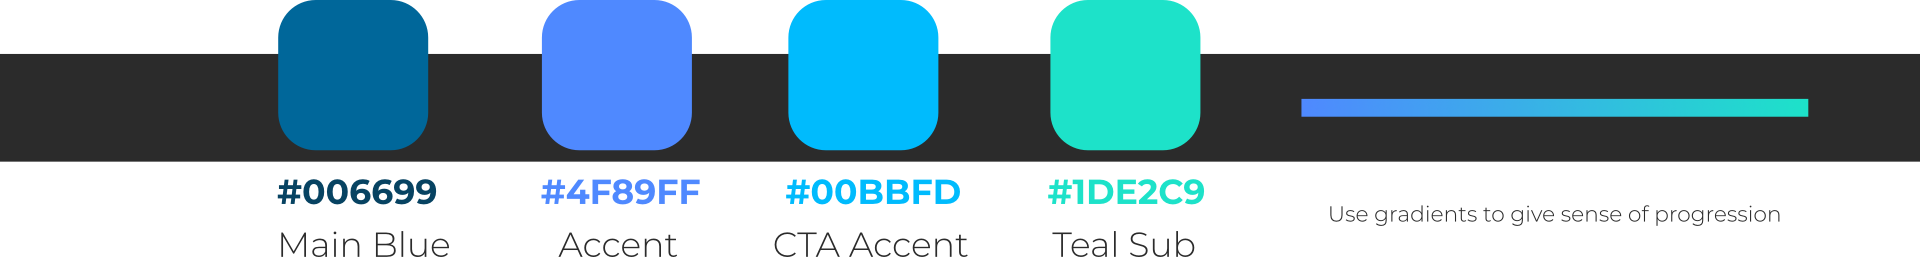 #006699
Main Blue
#4F89FF
Accent
#00BBFD
CTA Accent
#1DE2C9
Teal Sub
Use gradients to give sense of progression